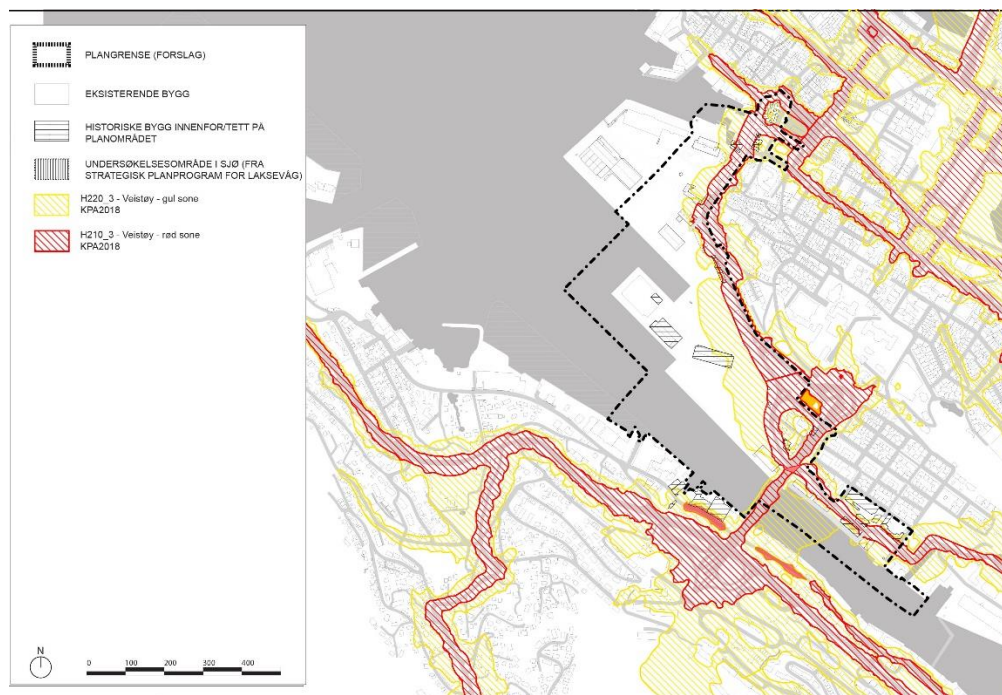 PLANGRENSE (FORSLAG)
EKSISTERENDE BYGG
HISTORISKE BYGG INNENFOR/TETT PÅ
PLANOMRÅDET
UNDERSØKELSESOMRÅDE I SJØ (FRA
STRATEGISK PLANPROGRAM FOR LAKSEVÅG)
H220_3 - Veistøy - gul sone
KPA2018
H210_3 - Veistøy - rød sone
KPA2018
N
0 100 200 300 400